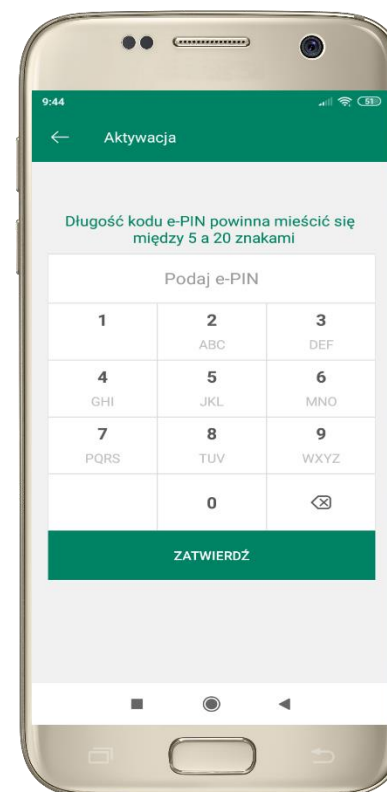 9:44
51
Aktywacja
Długość kodu e-PIN powinna mieścić się
między 5 a 20 znakami
Podaj e-PIN
1 2 3
ABC DEF
4 5 6
GHI JKL MNO
7 8 9
PQRS TUV WXYZ
0
ZATWIERDŹ